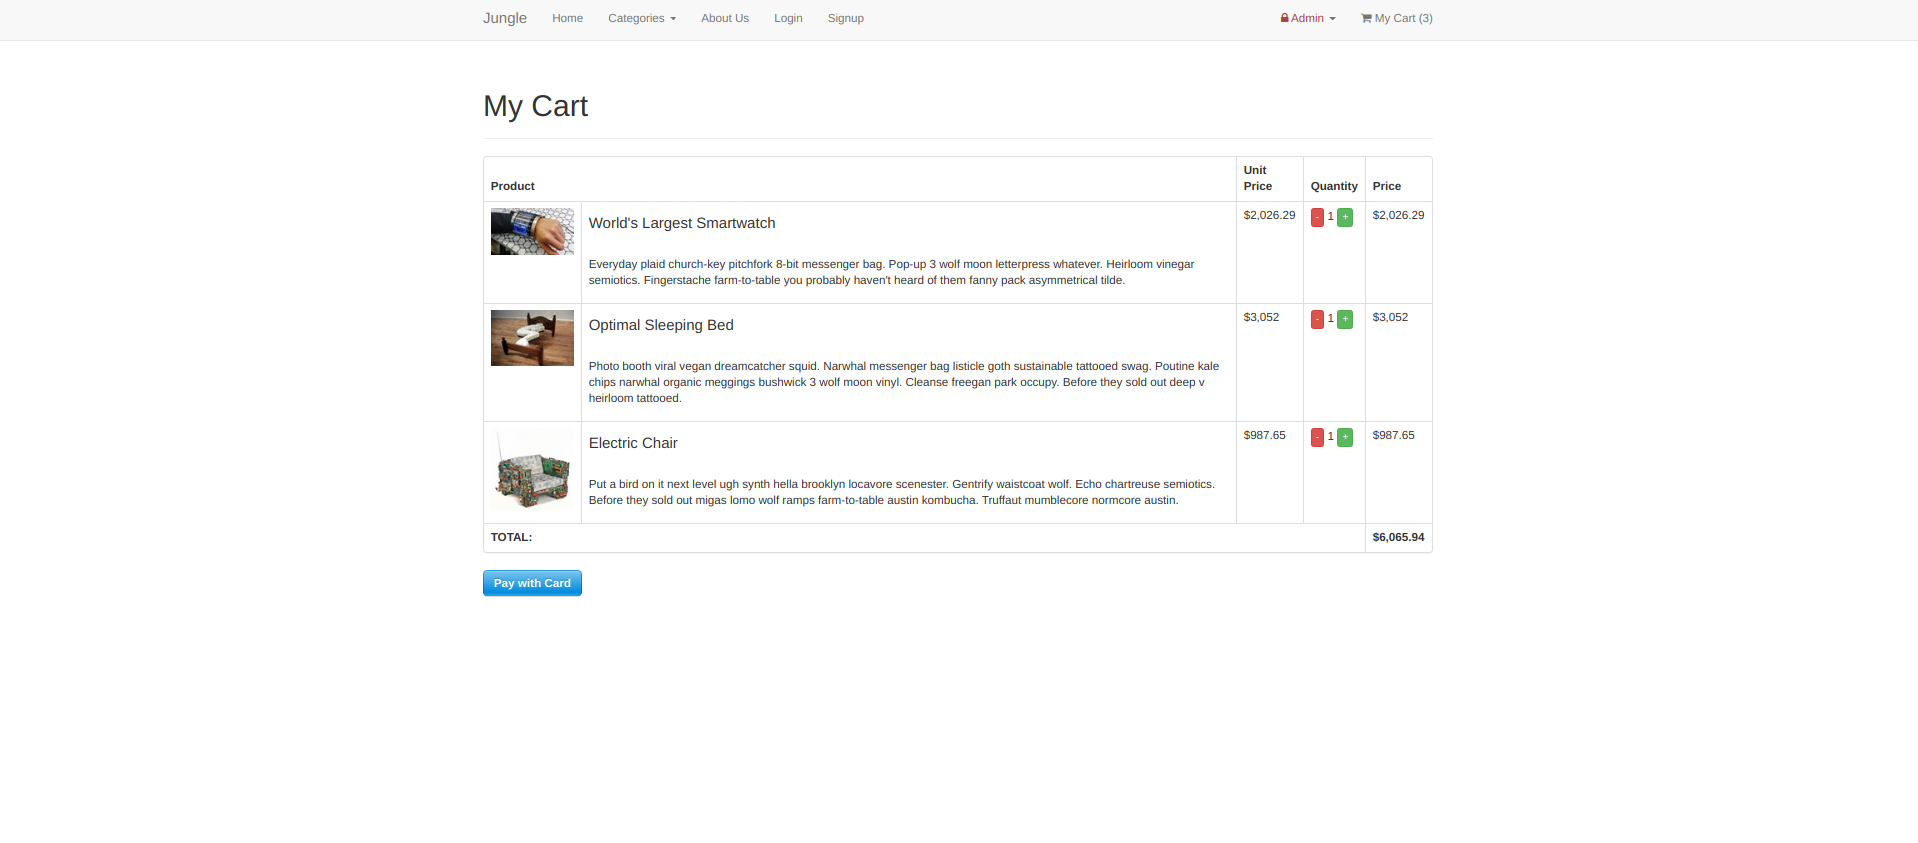 Jungle Home Categories About Us Login Signup Admin My Cart (3)
My Cart
Product Unit Price Quantity Price
World's Largest Smartwatch $2,026.29 - 1 + $2,026.29
Everyday plaid church-key pitchfork 8-bit messenger bag. Pop-up 3 wolf moon letterpress whatever. Heirloom vinegar
semiotics. Fingerstache farm-to-table you probably haven't heard of them fanny pack asymmetrical tilde.
Optimal Sleeping Bed $3,052 - 1 + $3,052
Photo booth viral vegan dreamcatcher squid. Narwhal messenger bag listicle goth sustainable tattooed swag. Poutine kale
chips narwhal organic meggings bushwick 3 wolf moon vinyl. Cleanse freegan park occupy. Before they sold out deep v
heirloom tattooed.
Electric Chair $987.65 - 1 + $987.65
Put a bird on it next level ugh synth hella brooklyn locavore scenester. Gentrify waistcoat wolf. Echo chartreuse semiotics.
Before they sold out migas lomo wolf ramps farm-to-table austin kombucha. Truffaut mumblecore normcore austin.
TOTAL: $6,065.94
Pay with Card